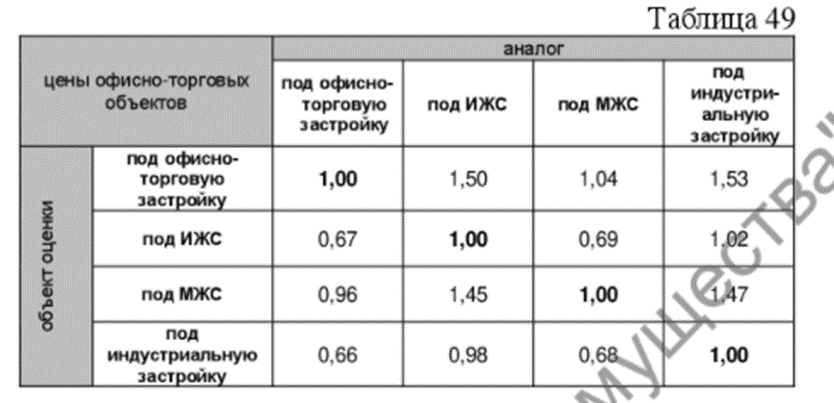 Таблица 49
цены офисно-торговых
объектов
аналог
под офисно-
торговую
застройку
под ИЖС
под МЖС
под
индустри-
альную
застройку
объект оценки
под офисно-
торговую
застройку
1,00
1,50
1,04
1,53
под ИЖС
0,67
1,00
0,69
1,02
под МЖС
0,96
1,45
1,00
1,47
под
индустриальную
застройку
0,66
0,98
0,68
1,00
мущества"